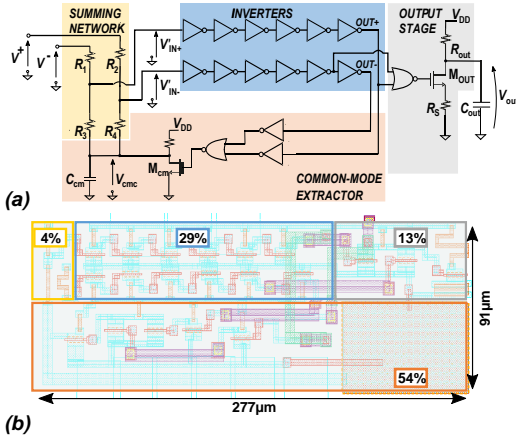 SUMMING NETWORK
INVERTERS
OUTPUT STAGE
V+
V-
R1
R2
R3
R4
V'IN+
V'IN-
OUT+
OUT-
VDD
Rout
MOUT
RS
Cout
Vout
VDD
Mcm
Ccm
Vcmc
COMMON-MODE EXTRACTOR
(a)
4%
29%
13%
54%
91µm
277µm
(b)